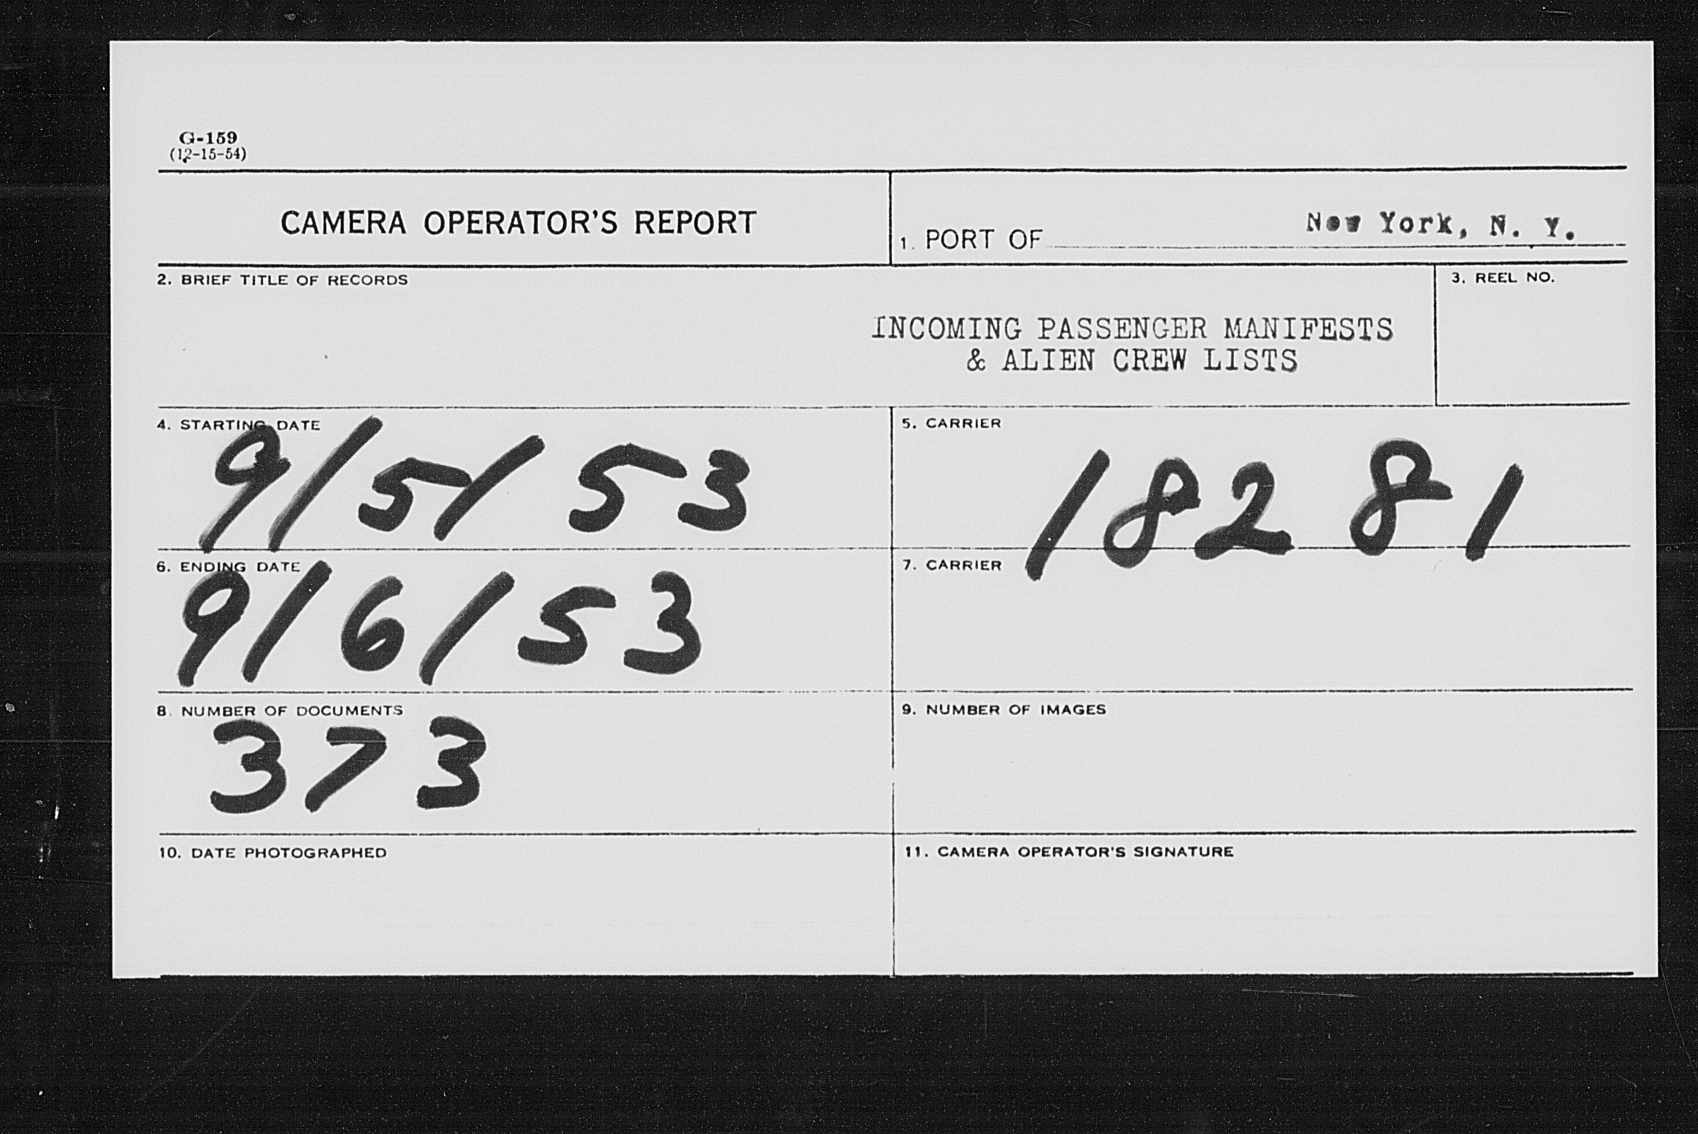 G-159
(12-15-54)
CAMERA OPERATOR'S REPORT
1. PORT OF New York, N. Y.
2. BRIEF TITLE OF RECORDS
INCOMING PASSENGER MANIFESTS
& ALIEN CREW LISTS
3. REEL NO.
4. STARTING DATE
9/5/53
5. CARRIER
18281
6. ENDING DATE
9/6/53
7. CARRIER
8. NUMBER OF DOCUMENTS
373
9. NUMBER OF IMAGES
10. DATE PHOTOGRAPHED
11. CAMERA OPERATOR'S SIGNATURE